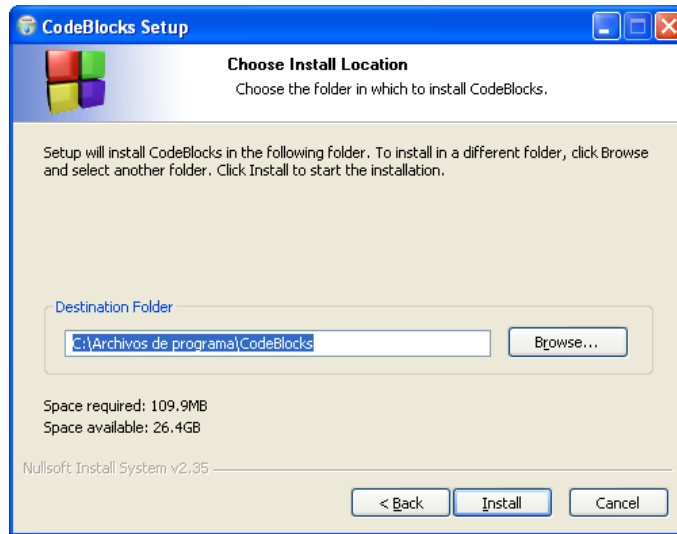 CodeBlocks Setup
Choose Install Location
Choose the folder in which to install CodeBlocks.
Setup will install CodeBlocks in the following folder. To install in a different folder, click Browse
and select another folder. Click Install to start the installation.
Destination Folder
C:\Archivos de programa\CodeBlocks
Browse...
Space required: 109.9MB
Space available: 26.4GB
Nullsoft Install System v2.35
< Back
Install
Cancel